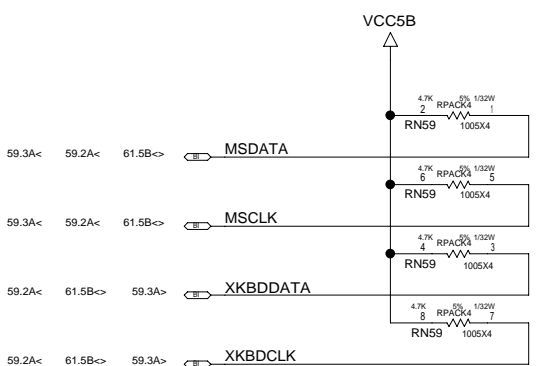 VCC5B
4.7K 5% 1/32W
2 RPACK4 1
RN59 1005X4
59.3A< 59.2A< 61.5B<> BI MSDATA
4.7K 5% 1/32W
6 RPACK4 5
RN59 1005X4
59.3A< 59.2A< 61.5B<> BI MSCLK
4.7K 5% 1/32W
4 RPACK4 3
RN59 1005X4
59.2A< 61.5B<> 59.3A> BI XKBDDATA
4.7K 5% 1/32W
8 RPACK4 7
RN59 1005X4
59.2A< 61.5B<> 59.3A> BI XKBDCLK